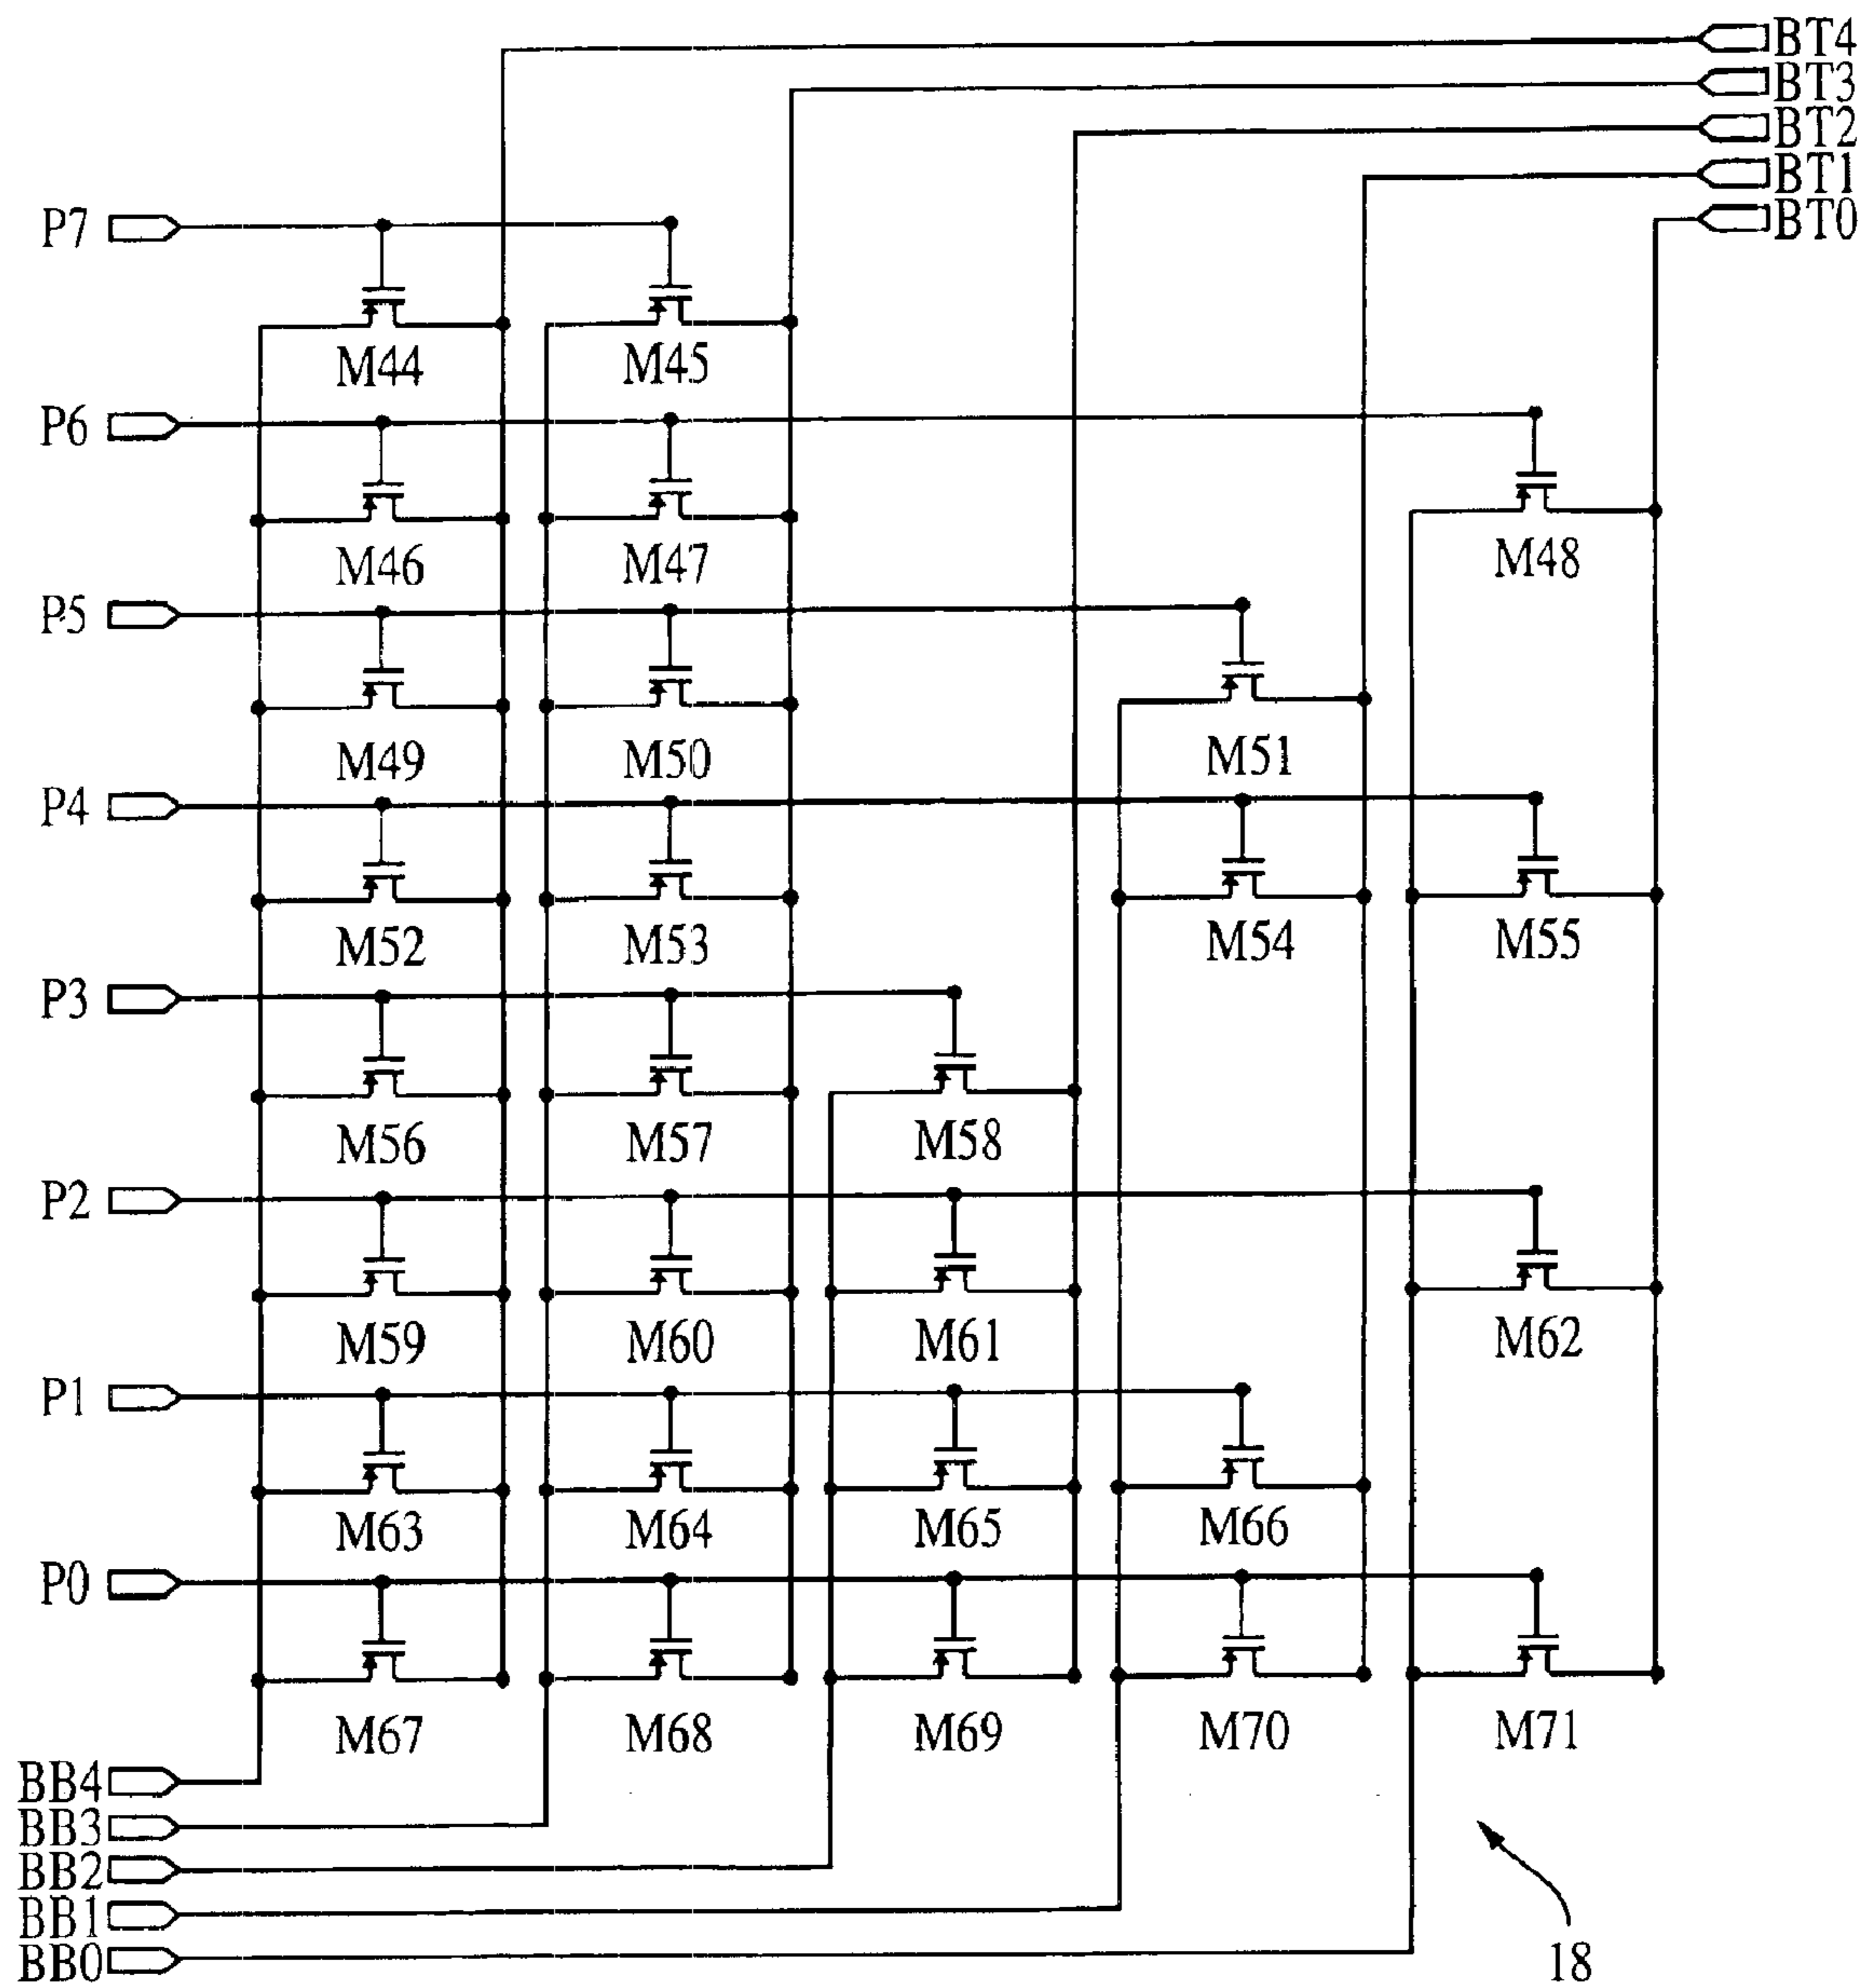 BT4
BT3
BT2
BT1
BT0
P7
M44 M45
P6
M46 M47 M48
P5
M49 M50 M51
P4
M52 M53 M54 M55
P3
M56 M57 M58
P2
M59 M60 M61 M62
P1
M63 M64 M65 M66
P0
M67 M68 M69 M70 M71
BB4
BB3
BB2
BB1
BB0
18